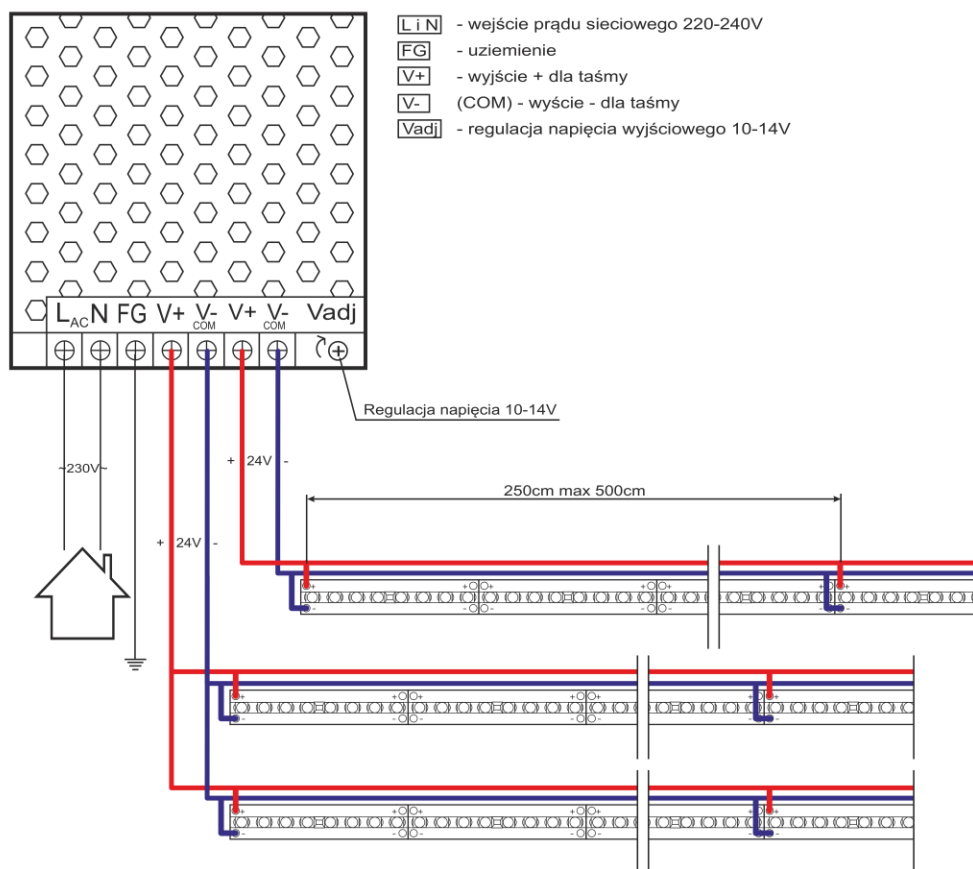 L i N - wejście prądu sieciowego 220-240V
FG - uziemienie
V+ - wyjście + dla taśmy
V- (COM) - wyście - dla taśmy
Vadj - regulacja napięcia wyjściowego 10-14V
LAC N FG V+ V- COM V+ V- COM Vadj
Regulacja napięcia 10-14V
~230V~
+ 24V -
250cm max 500cm
+ 24V -
+ + + + + + +
- - - - - - -
+ + + + + + +
- - - - - - -
+ + + + + + +
- - - - - - -